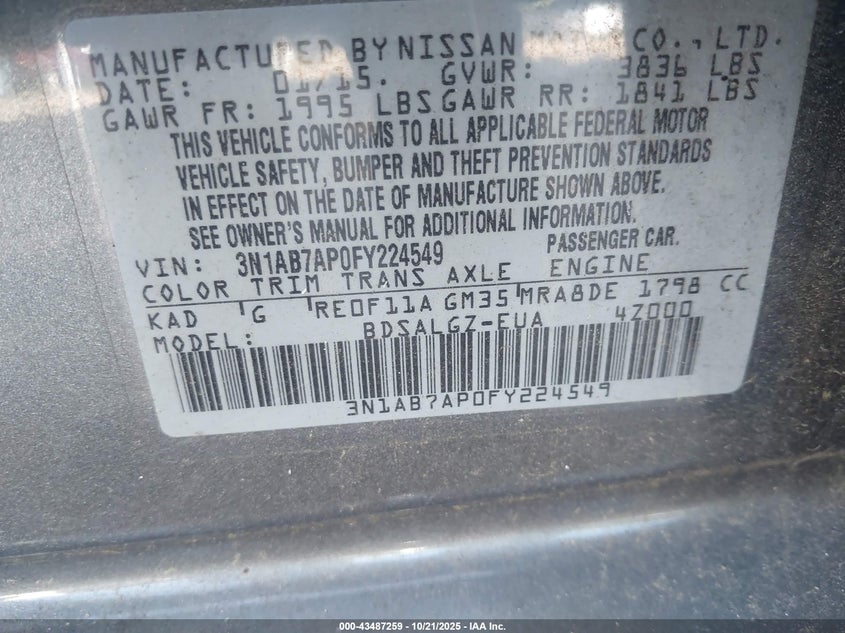 MANUFACTURED BY NISSAN MOTOR CO., LTD.
DATE: 01/15. GVWR: 3836 LBS
GAWR FR: 1995 LBS GAWR RR: 1841 LBS
THIS VEHICLE CONFORMS TO ALL APPLICABLE FEDERAL MOTOR
VEHICLE SAFETY, BUMPER AND THEFT PREVENTION STANDARDS
IN EFFECT ON THE DATE OF MANUFACTURE SHOWN ABOVE.
SEE OWNER'S MANUAL FOR ADDITIONAL INFORMATION.
VIN: 3N1AB7AP0FY224549 PASSENGER CAR.
COLOR TRIM TRANS AXLE ENGINE
KAD G RE0F11A GM35 MRA8DE 1798 CC
MODEL: BDSALGZ-EUA 4Z000
3N1AB7AP0FY224549
000-43487259 - 10/21/2025 - IAA Inc.